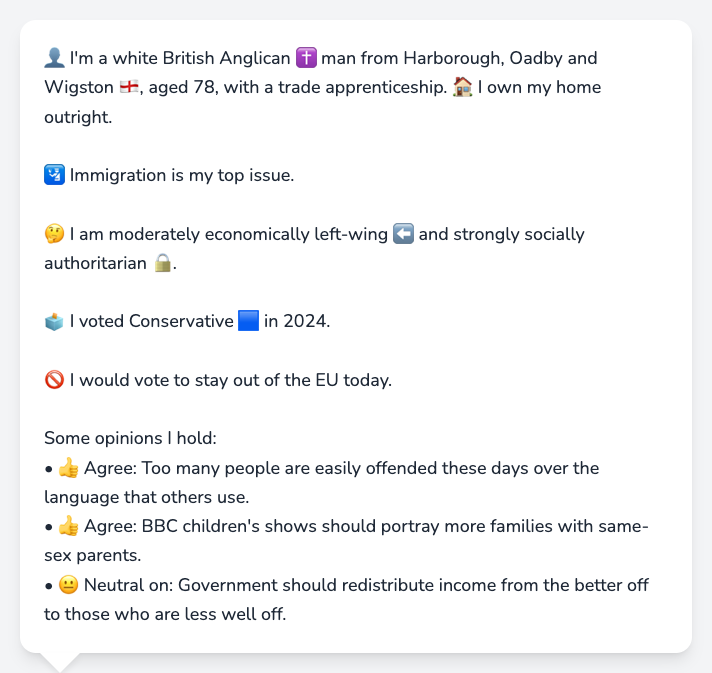 👤 I'm a white British Anglican ✝️ man from Harborough, Oadby and
Wigston 🏴󠁧󠁢󠁥󠁮󠁧󠁿, aged 78, with a trade apprenticeship. 🏠 I own my home
outright.
🛂 Immigration is my top issue.
🤔 I am moderately economically left-wing ⬅️ and strongly socially
authoritarian 🔒.
🗳️ I voted Conservative 🟦 in 2024.
🚫 I would vote to stay out of the EU today.
Some opinions I hold:
• 👍 Agree: Too many people are easily offended these days over the
language that others use.
• 👍 Agree: BBC children's shows should portray more families with same-
sex parents.
• 😐 Neutral on: Government should redistribute income from the better off
to those who are less well off.